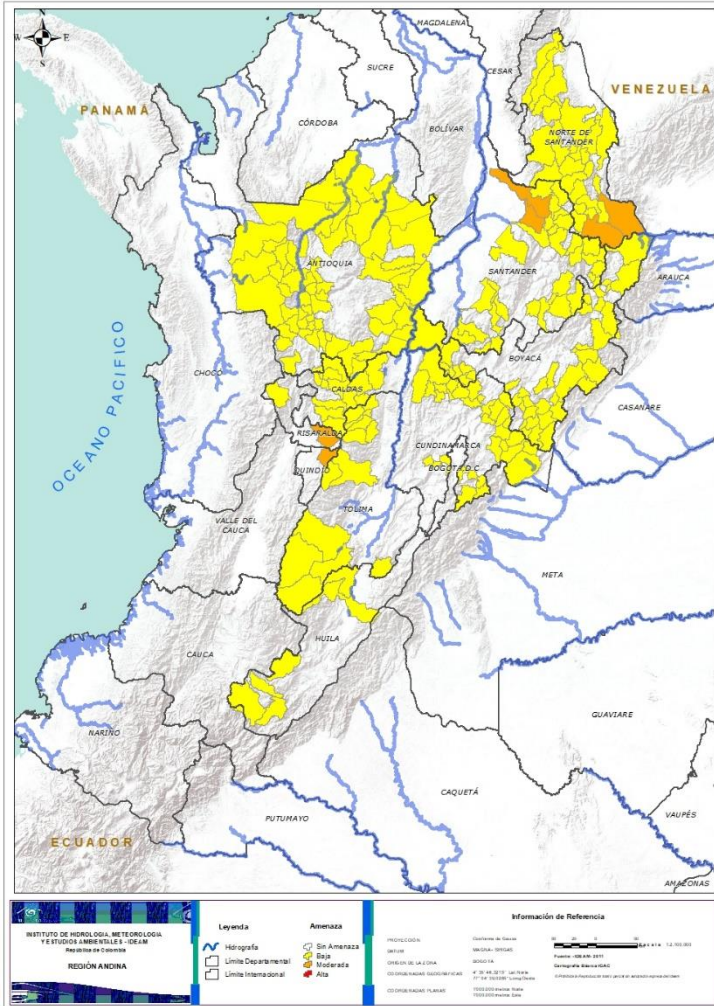 N
W E
S
MAGDALENA
CESAR
SUCRE
VENEZUELA
PANAMÁ
CÓRDOBA
BOLÍVAR
NORTE DE
SANTANDER
ANTIOQUIA
SANTANDER
ARAUCA
OCEANO PACIFICO
CHOCÓ
BOYACÁ
CALDAS
CASANARE
RISARALDA
CUNDINAMARCA
QUINDIO
BOGOTÁ D.C
TOLIMA
VALLE DEL
CAUCA
META
HUILA
CAUCA
GUAVIARE
NARIÑO
CAQUETÁ
VAUPÉS
PUTUMAYO
ECUADOR
AMAZONAS
INSTITUTO DE HIDROLOGIA, METEOROLOGIA
Y ESTUDIOS AMBIENTALES - IDEAM
República de Colombia
REGIÓN ANDINA
Leyenda
Hidrografía
Límite Departamental
Límite Internacional
Amenaza
Sin Amenaza
Baja
Moderada
Alta
Información de Referencia
PROYECCION
DATUM MAGNA - SIRGAS
ORIGEN DE LA ZONA BOGOTÁ
COORDENADAS GEOGRÁFICAS
COORDENADAS PLANAS
Cartografía Básica IGAC